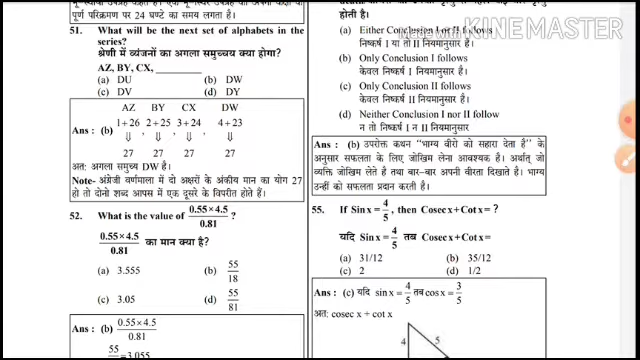 पूर्ण परिक्रमण पर 24 घण्टे का समय लगता है।
51. What will be the next set of alphabets in the series?
श्रेणी में व्यंजनों का अगला समुच्चय क्या होगा?
AZ, BY, CX, ________
(a) DU (b) DW
(c) DV (d) DY
AZ BY CX DW
1+26 2+25 3+24 4+23
Ans : (b) ⇓ , ⇓ , ⇓ , ⇓
27 27 27 27
अत: अगला समुच्च DW है।
Note- अंग्रेजी वर्णमाला में दो अक्षरों के अंकीय मान का योग 27
हो तो दोनो शब्द आपस में एक दूसरे के विपरीत होते हैं।
52. What is the value of 0.55×4.5/0.81 ?
0.55×4.5/0.81 का मान क्या है?
(a) 3.555 (b) 55/18
(c) 3.05 (d) 55/81
Ans : (b) 0.55×4.5/0.81
55 =3.055
होती है।
(a) Either Conclusion I or II follows
निष्कर्ष I या तो II नियमानुसार है।
(b) Only Conclusion I follows
केवल निष्कर्ष I नियमानुसार है।
(c) Only Conclusion II follows
केवल निष्कर्ष II नियमानुसार है।
(d) Neither Conclusion I nor II follow
न तो निष्कर्ष I न II नियमानुसार
Ans : (b) उपरोक्त कथन "भाग्य वीरो को सहारा देता है" के
अनुसार सफलता के लिए जोखिम लेना आवश्यक है। अर्थात् जो
व्यक्ति जोखिम लेते है तथा बार-बार अपनी वीरता दिखाते है। भाग्य
उन्हीं को सफलता प्रदान करती है।
55. If Sin x = 4/5, then Cosec x + Cot x = ?
यदि Sin x = 4/5 तब Cosec x + Cot x =
(a) 31/12 (b) 35/12
(c) 2 (d) 1/2
Ans : (c) यदि sin x = 4/5 तब cos x = 3/5
अत: cosec x + cot x
4 5
Made with KINEMASTER